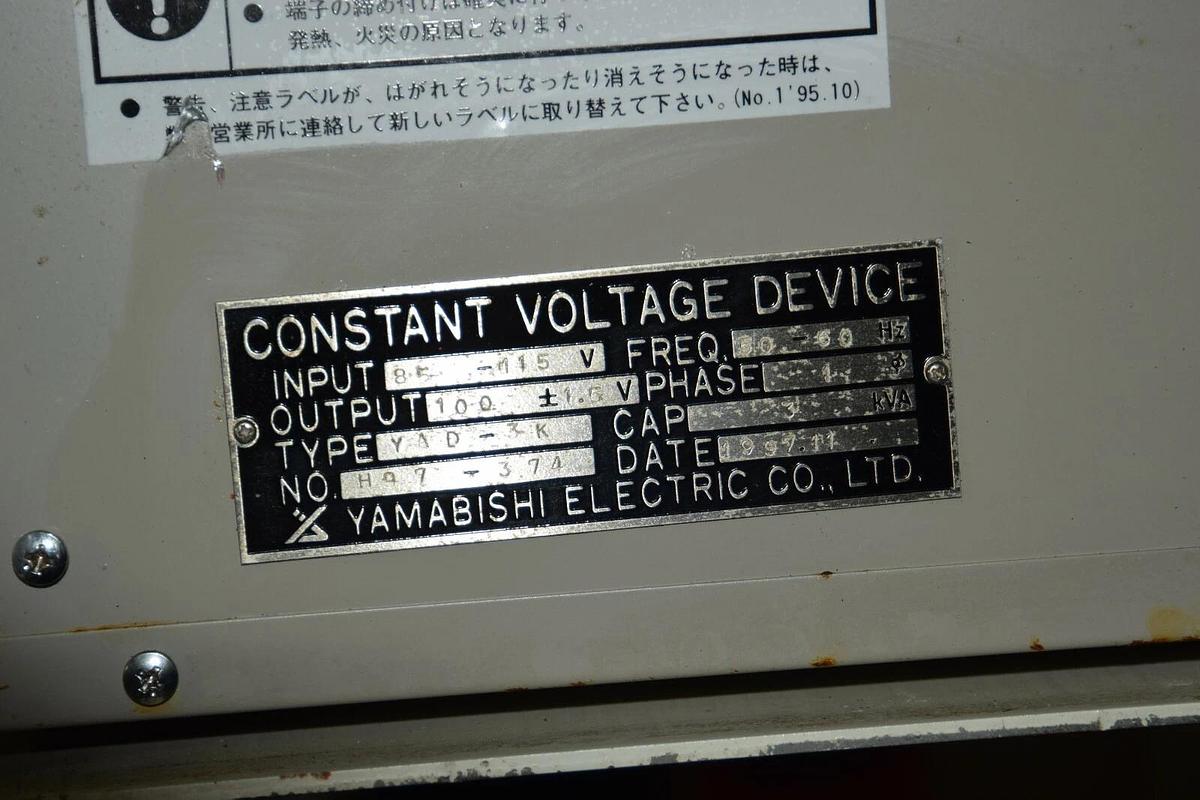 ● 端子の締め付けは確実に
発熱、火災の原因となります。
● 警告、注意ラベルが、はがれそうになったり消えそうになった時は、
営業所に連絡して新しいラベルに取り替えて下さい。(No.1'95.10)
CONSTANT VOLTAGE DEVICE
INPUT 85 -115 V FREQ. 50-60 Hz
OUTPUT 100 ±1.5 V PHASE 1 Φ
TYPE YAD-3K CAP 3 kVA
NO. H97-374 DATE 1997.11
YAMABISHI ELECTRIC CO., LTD.